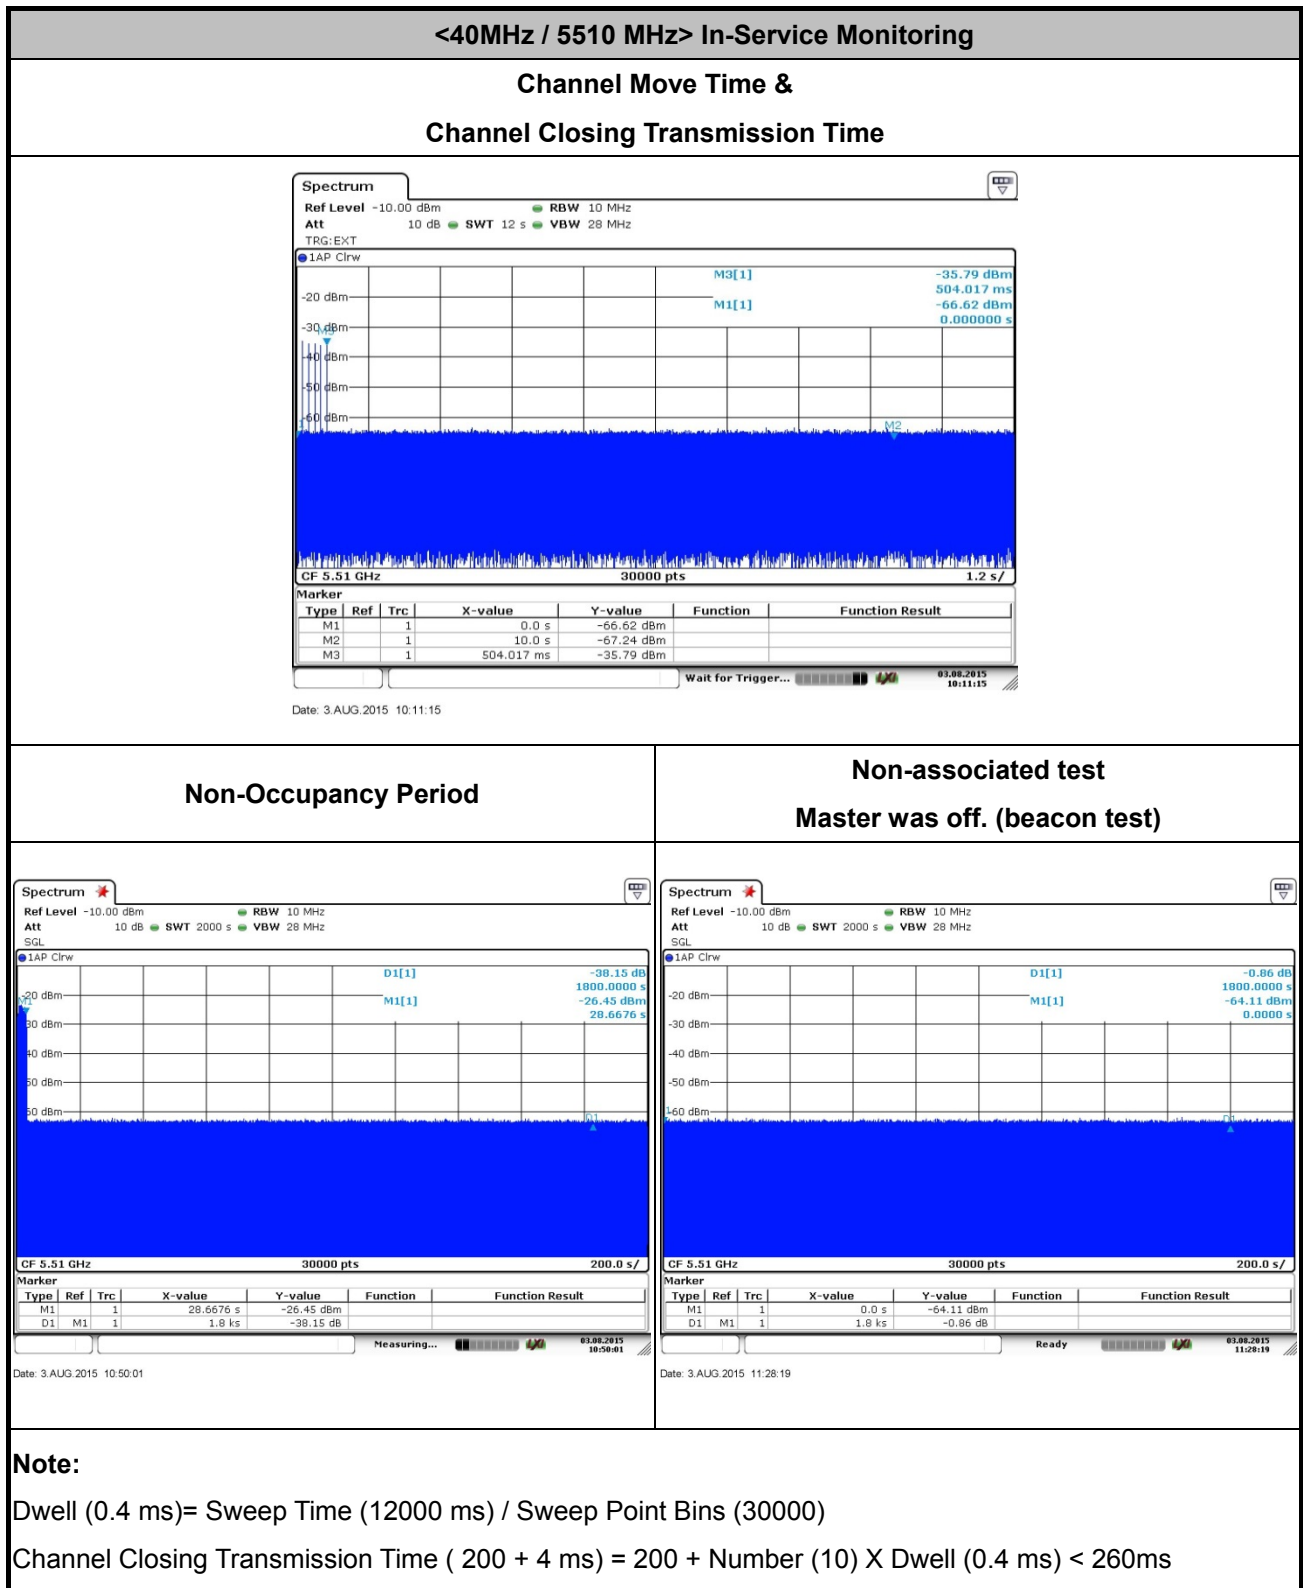 <40MHz / 5510 MHz> In-Service Monitoring
Channel Move Time &
Channel Closing Transmission Time
Spectrum
Ref Level -10.00 dBm RBW 10 MHz
Att 10 dB SWT 12 s VBW 28 MHz
TRG:EXT
1AP Clrw
M3[1] -35.79 dBm
504.017 ms
-20 dBm
M1[1] -66.62 dBm
0.000000 s
-30 dBm
M3
-40 dBm
-50 dBm
-60 dBm
M2
CF 5.51 GHz 30000 pts 1.2 s/
Marker
Type Ref Trc X-value Y-value Function Function Result
M1 1 0.0 s -66.62 dBm
M2 1 10.0 s -67.24 dBm
M3 1 504.017 ms -35.79 dBm
Wait for Trigger... LXI 03.08.2015
10:11:15
Date: 3.AUG.2015 10:11:15
Non-Occupancy Period
Non-associated test
Master was off. (beacon test)
Spectrum
Ref Level -10.00 dBm RBW 10 MHz
Att 10 dB SWT 2000 s VBW 28 MHz
SGL
1AP Clrw
D1[1] -38.15 dB
1800.0000 s
-20 dBm
M1
M1[1] -26.45 dBm
28.6676 s
30 dBm
40 dBm
50 dBm
60 dBm
D1
CF 5.51 GHz 30000 pts 200.0 s/
Marker
Type Ref Trc X-value Y-value Function Function Result
M1 1 28.6676 s -26.45 dBm
D1 M1 1 1.8 ks -38.15 dB
Measuring... LXI 03.08.2015
10:50:01
Date: 3.AUG.2015 10:50:01
Spectrum
Ref Level -10.00 dBm RBW 10 MHz
Att 10 dB SWT 2000 s VBW 28 MHz
SGL
1AP Clrw
D1[1] -0.86 dB
1800.0000 s
-20 dBm
M1[1] -64.11 dBm
0.0000 s
-30 dBm
-40 dBm
-50 dBm
-60 dBm
D1
CF 5.51 GHz 30000 pts 200.0 s/
Marker
Type Ref Trc X-value Y-value Function Function Result
M1 1 0.0 s -64.11 dBm
D1 M1 1 1.8 ks -0.86 dB
Ready LXI 03.08.2015
11:28:19
Date: 3.AUG.2015 11:28:19
Note:
Dwell (0.4 ms)= Sweep Time (12000 ms) / Sweep Point Bins (30000)
Channel Closing Transmission Time ( 200 + 4 ms) = 200 + Number (10) X Dwell (0.4 ms) < 260ms